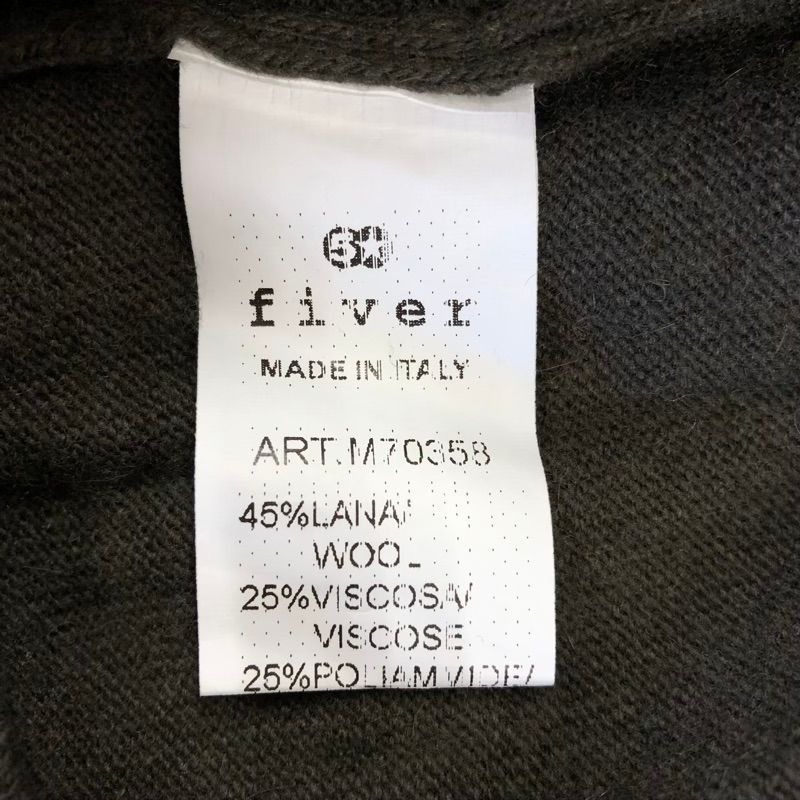 fiver
MADE IN ITALY
ART.M70358
45%LANA/
WOOL
25%VISCOSA/
VISCOSE
25%POLIAMMIDE/